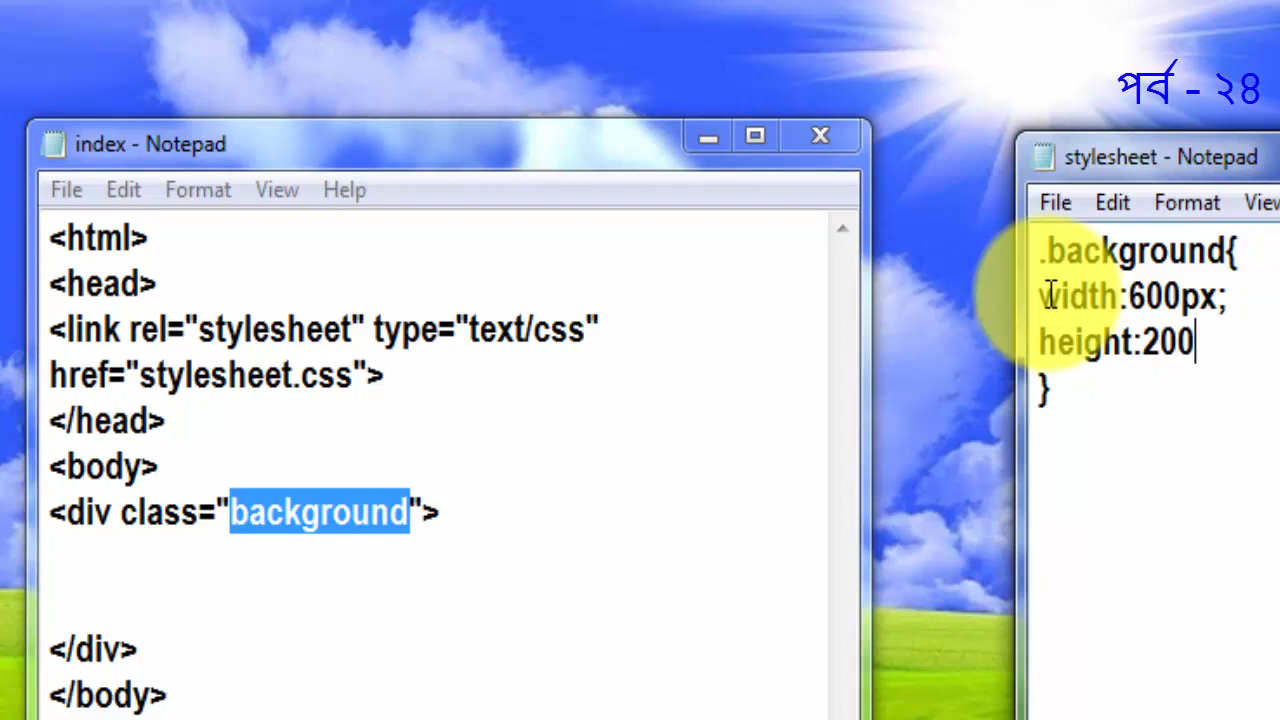 পর্ব - ২৪
index - Notepad
File Edit Format View Help
<html>
<head>
<link rel="stylesheet" type="text/css"
href="stylesheet.css">
</head>
<body>
<div class="background">
</div>
</body>
stylesheet - Notepad
File Edit Format View
.background{
width:600px;
height:200
}